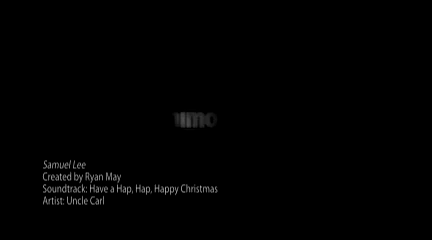 Samuel Lee
Created by Ryan May
Soundtrack: Have a Hap, Hap, Happy Christmas
Artist: Uncle Carl